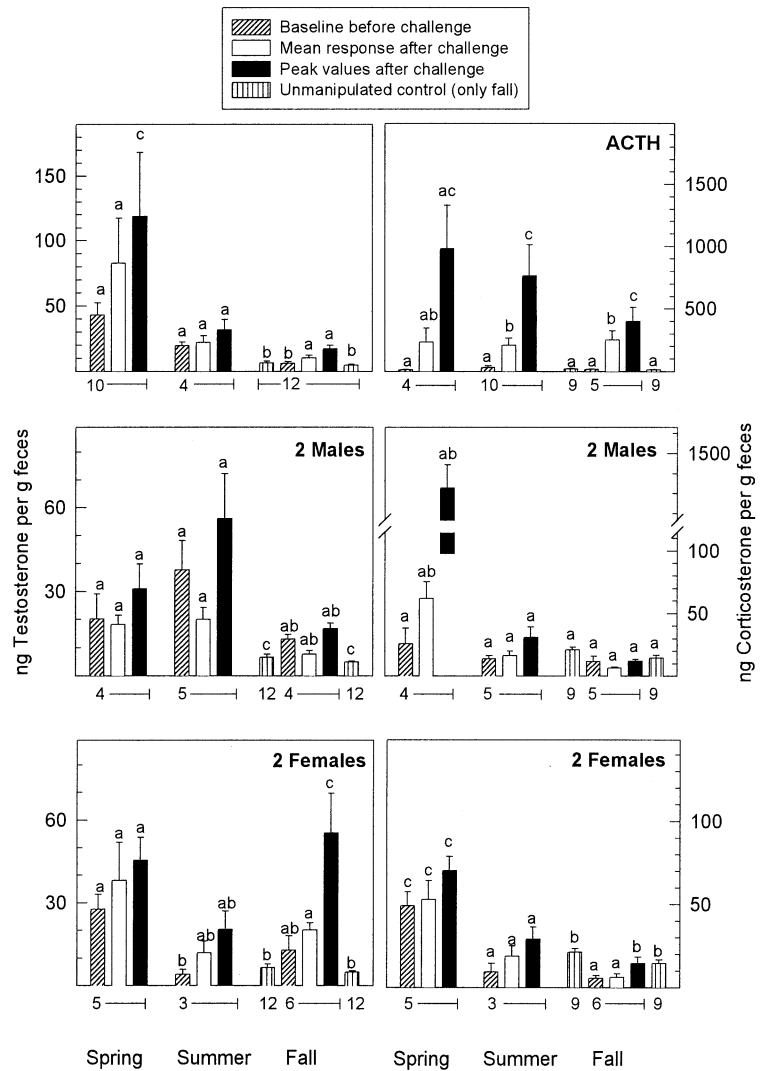 Baseline before challenge
Mean response after challenge
Peak values after challenge
Unmanipulated control (only fall)
ng Testosterone per g feces
ng Corticosterone per g feces
150
100
50
a
a
c
a
a
a
b
b
a
a
b
10
4
12
ACTH
1500
1000
500
a
ab
ac
a
b
c
a
a
b
c
a
4
10
9
5
9
2 Males
60
30
a
a
a
a
a
a
c
ab
ab
ab
c
4
5
12
4
12
2 Males
1500
100
50
a
ab
ab
a
a
a
a
a
a
a
a
4
5
9
5
9
2 Females
60
30
a
a
a
b
ab
ab
b
ab
a
c
b
5
3
12
6
12
2 Females
100
50
c
c
c
a
a
a
b
a
a
b
b
5
3
9
6
9
Spring
Summer
Fall
Spring
Summer
Fall